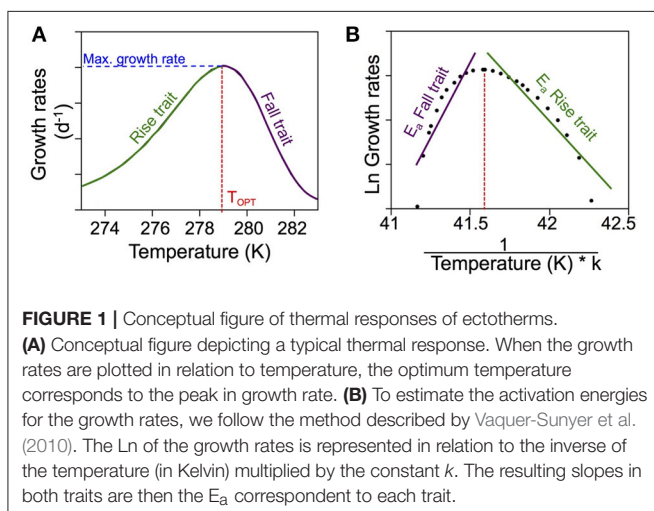 A
B
Max. growth rate
Rise trait
Fall trait
Growth rates
(d-1)
TOPT
274 276 278 280 282
Temperature (K)
Ea Fall trait
Ea Rise trait
Ln Growth rates
41 41.5 42 42.5
1
Temperature (K) * k
FIGURE 1 | Conceptual figure of thermal responses of ectotherms.
(A) Conceptual figure depicting a typical thermal response. When the growth
rates are plotted in relation to temperature, the optimum temperature
corresponds to the peak in growth rate. (B) To estimate the activation energies
for the growth rates, we follow the method described by Vaquer-Sunyer et al.
(2010). The Ln of the growth rates is represented in relation to the inverse of
the temperature (in Kelvin) multiplied by the constant k. The resulting slopes in
both traits are then the Ea correspondent to each trait.